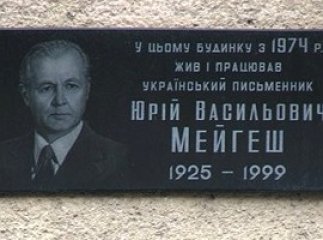 У ЦЬОМУ БУДИНКУ З 1974 Р.
ЖИВ І ПРАЦЮВАВ
УКРАЇНСЬКИЙ ПИСЬМЕННИК
ЮРІЙ ВАСИЛЬОВИЧ
МЕЙГЕШ
1925 - 1999